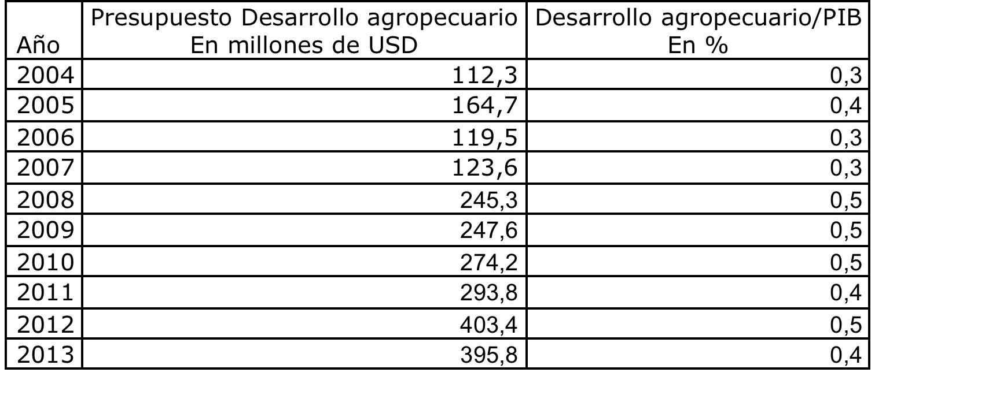 Año Presupuesto Desarrollo agropecuario En millones de USD Desarrollo agropecuario/PIB En %
2004 112,3 0,3
2005 164,7 0,4
2006 119,5 0,3
2007 123,6 0,3
2008 245,3 0,5
2009 247,6 0,5
2010 274,2 0,5
2011 293,8 0,4
2012 403,4 0,5
2013 395,8 0,4